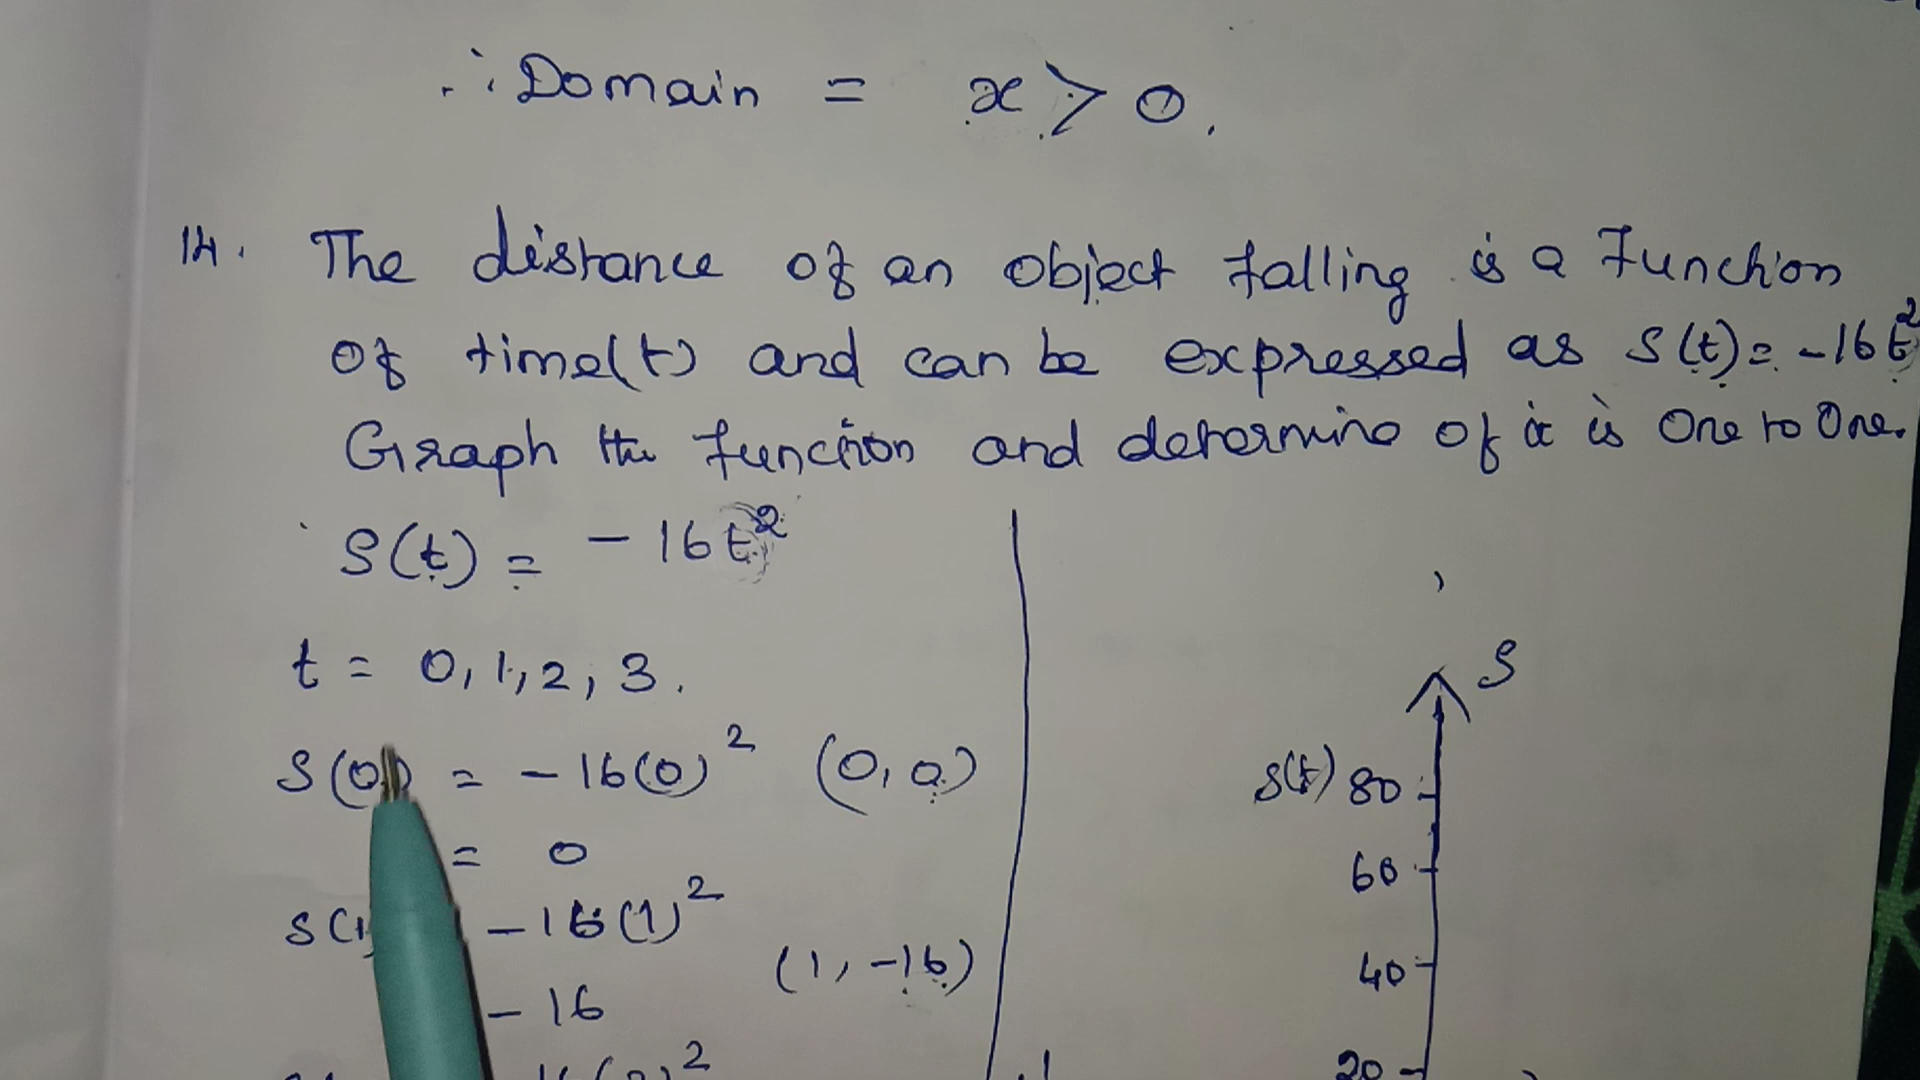 ∴ Domain = x > 0.
14. The distance of an object falling is a function
of time(t) and can be expressed as S(t) = -16t²
Graph the function and determine of it is One to One.
S(t) = -16t²
t = 0, 1, 2, 3.
S(0) = -16(0)² (0, 0)
= 0
S(1) -16(1)²
(1, -16)
-16
S
S(t) 80
60
40
20